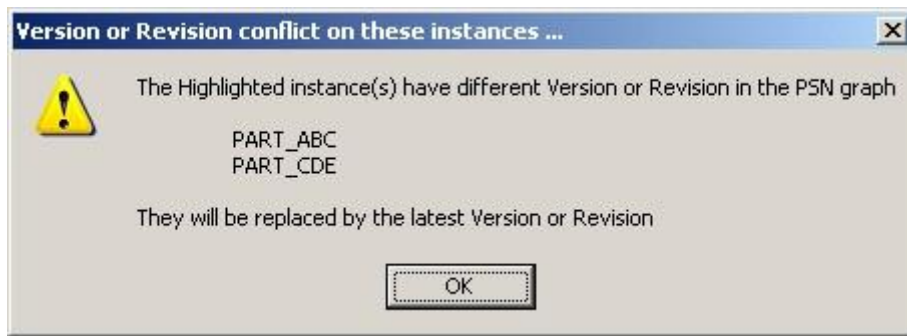 Version or Revision conflict on these instances ...
The Highlighted instance(s) have different Version or Revision in the PSN graph
PART_ABC
PART_CDE
They will be replaced by the latest Version or Revision
OK